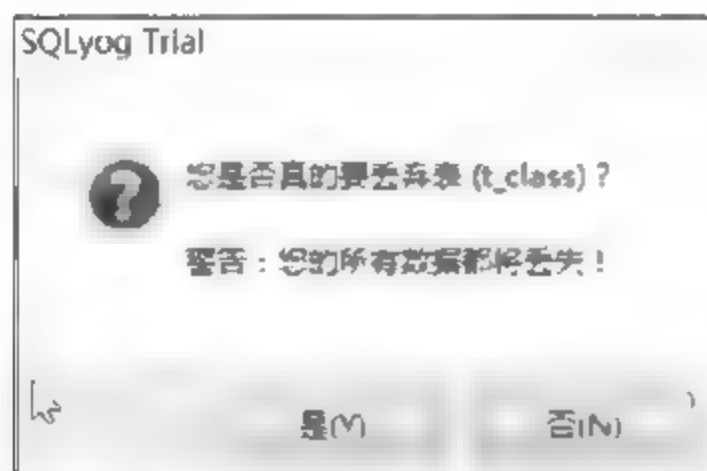 SQLyog Trial
您是否真的要丢弃表 (t_class) ?
警告：您的所有数据都将丢失！
是(Y)
否(N)